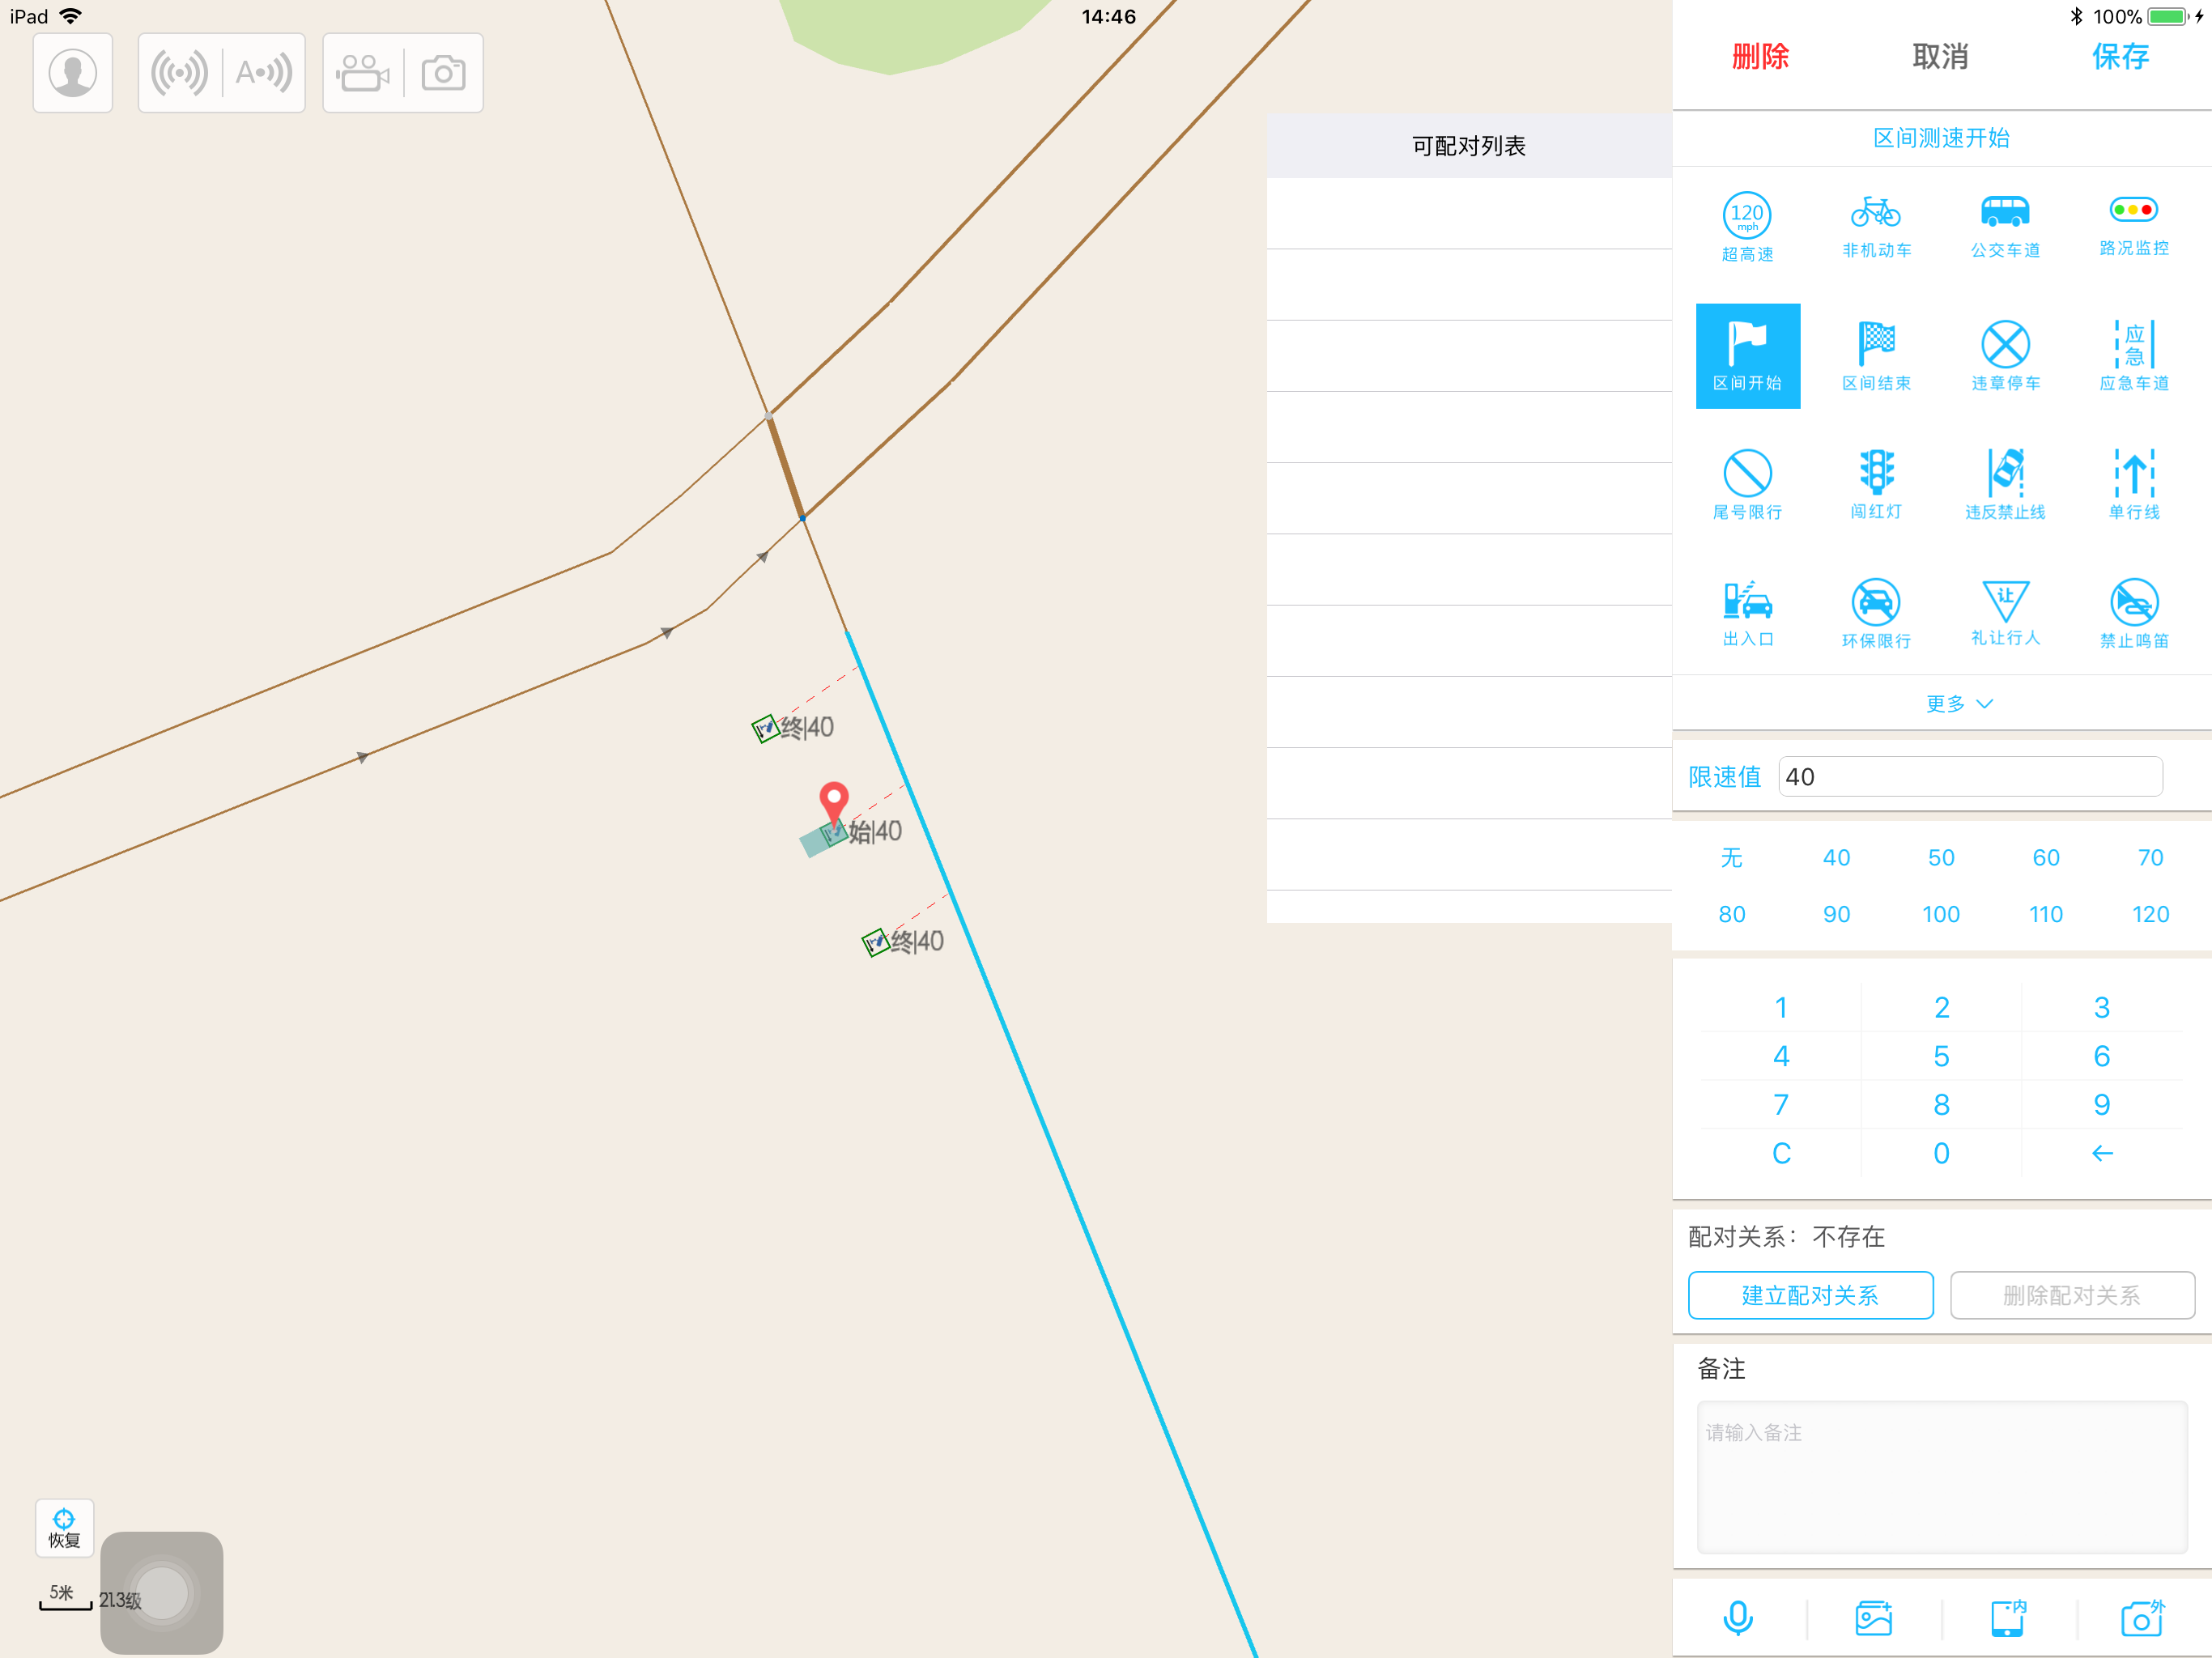 iPad 14:46 100%
删除 取消 保存
A
可配对列表
区间测速开始
120
mph
超高速 非机动车 公交车道 路况监控
应
急
区间开始 区间结束 违章停车 应急车道
尾号限行 闯红灯 违反禁止线 单行线
让
出入口 环保限行 礼让行人 禁止鸣笛
更多
终|40
始|40
终|40
限速值 40
无 40 50 60 70
80 90 100 110 120
1 2 3
4 5 6
7 8 9
C 0 ←
配对关系：不存在
建立配对关系 删除配对关系
备注
请输入备注
恢复
5米 21.3级
内 外